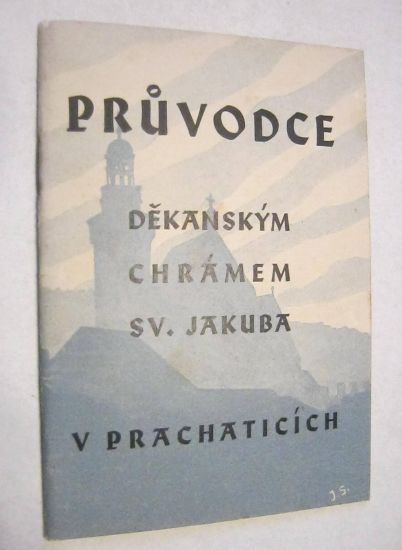 PRŮVODCE
DĚKANSKÝM
CHRÁMEM
SV. JAKUBA
V PRACHATICÍCH
J.S.